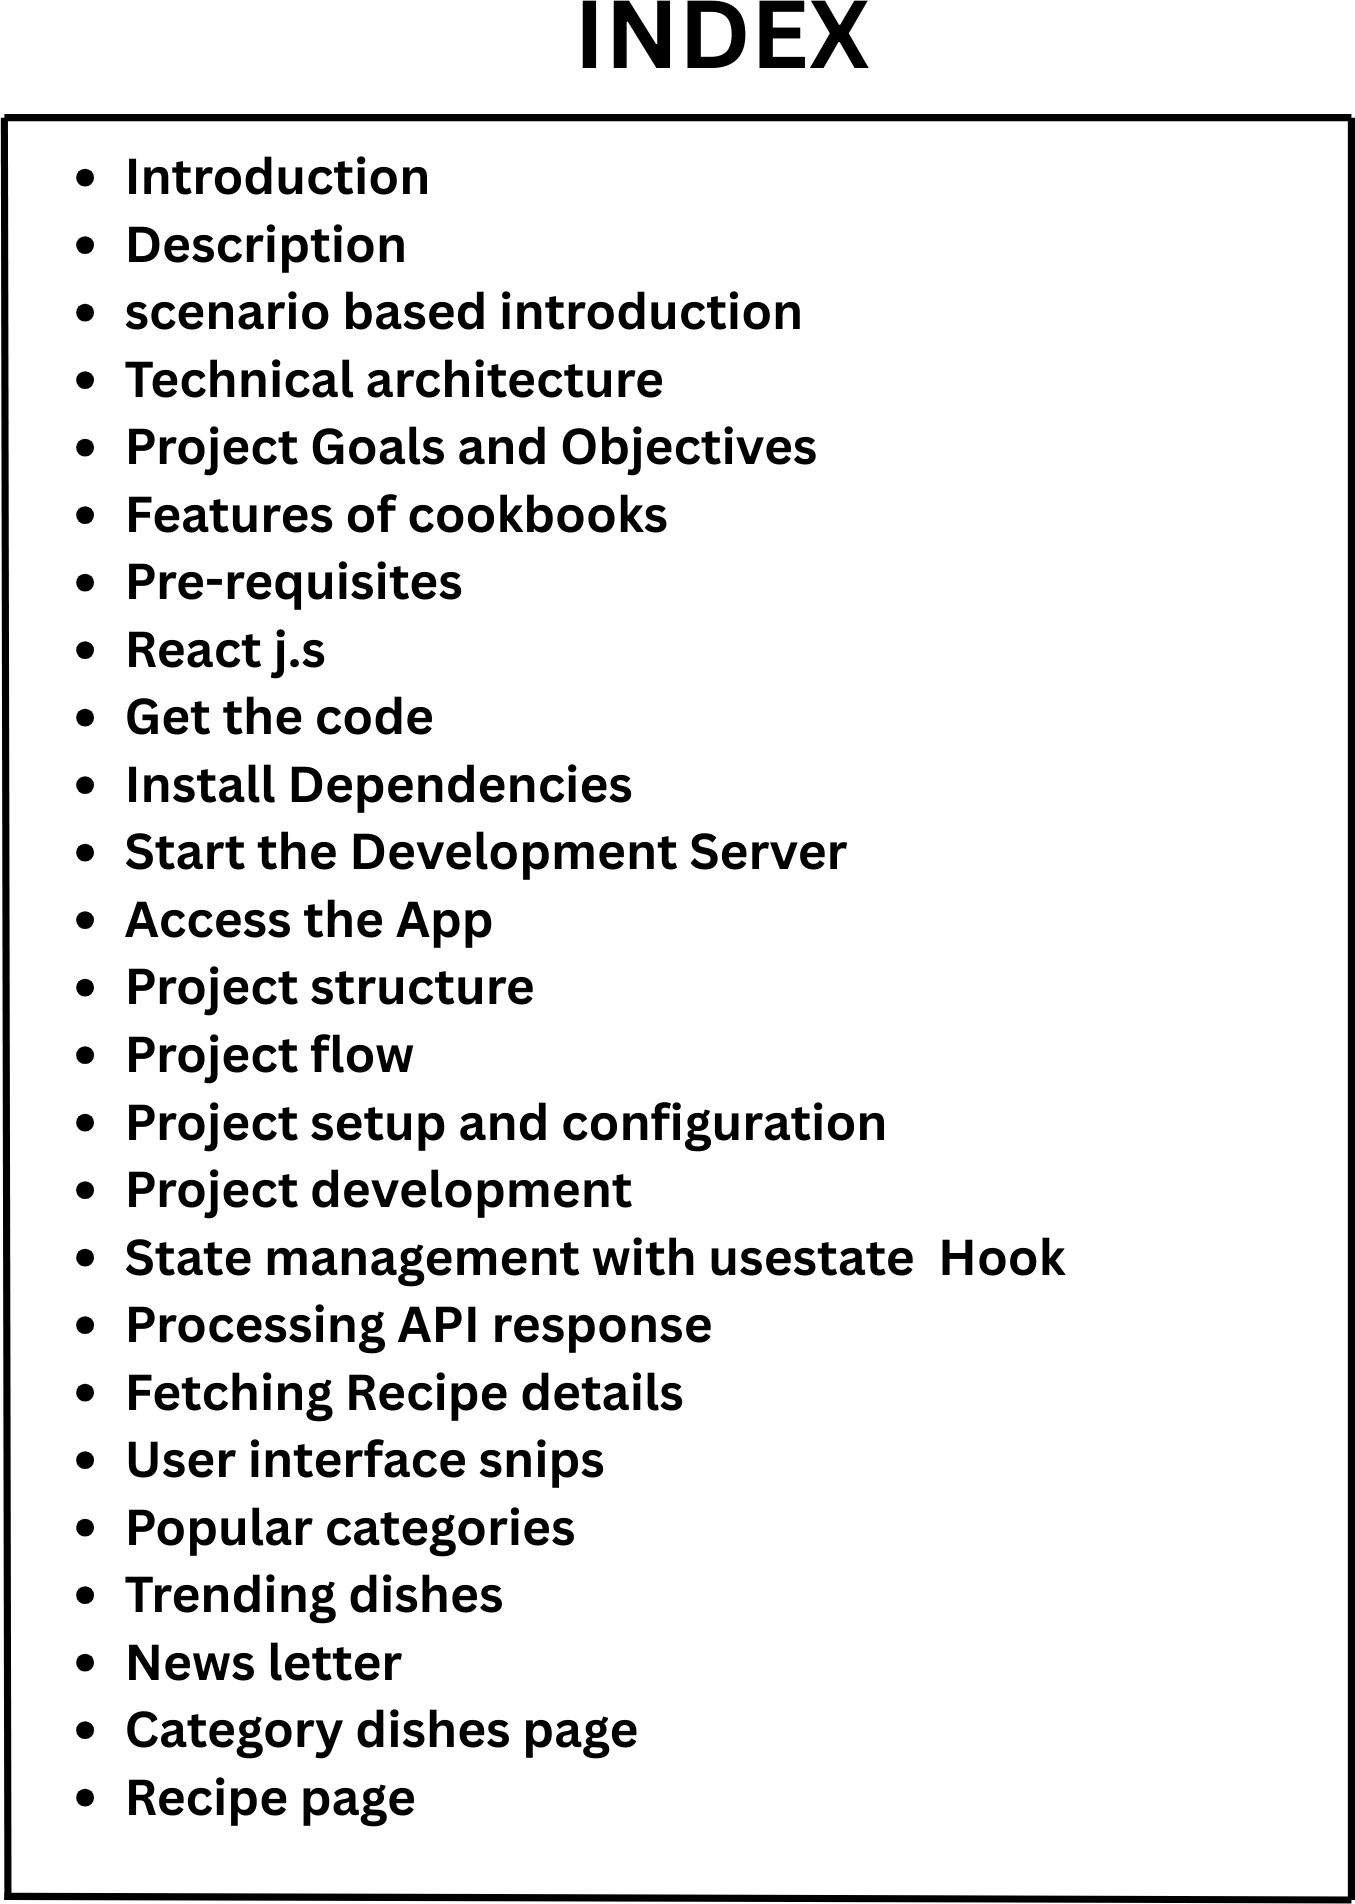 INDEX
Introduction
Description
scenario based introduction
Technical architecture
Project Goals and Objectives
Features of cookbooks
Pre-requisites
React j.s
Get the code
Install Dependencies
Start the Development Server
Access the App
Project structure
Project flow
Project setup and configuration
Project development
State management with usestate  Hook
Processing API response
Fetching Recipe details
User interface snips
Popular categories
Trending dishes
News letter
Category dishes page
Recipe page